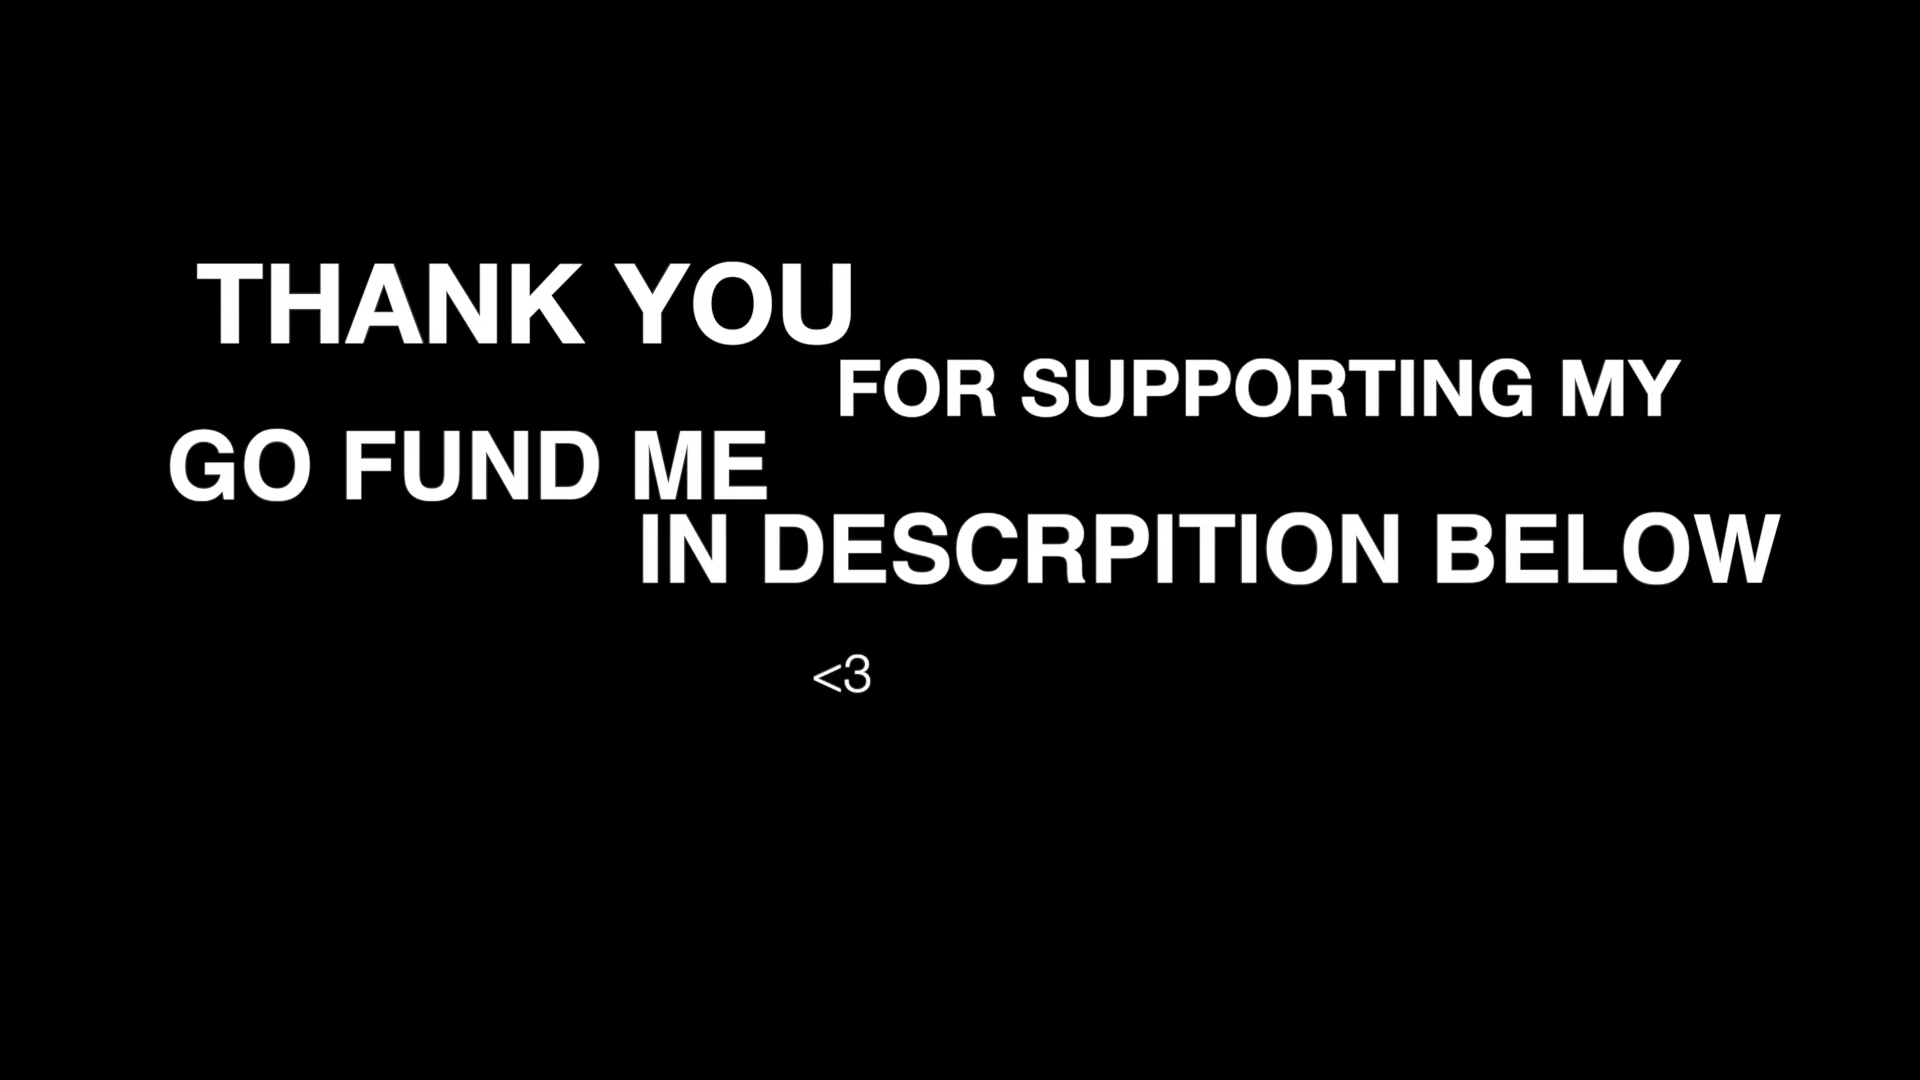 THANK YOU
FOR SUPPORTING MY
GO FUND ME
IN DESCRPITION BELOW
<3